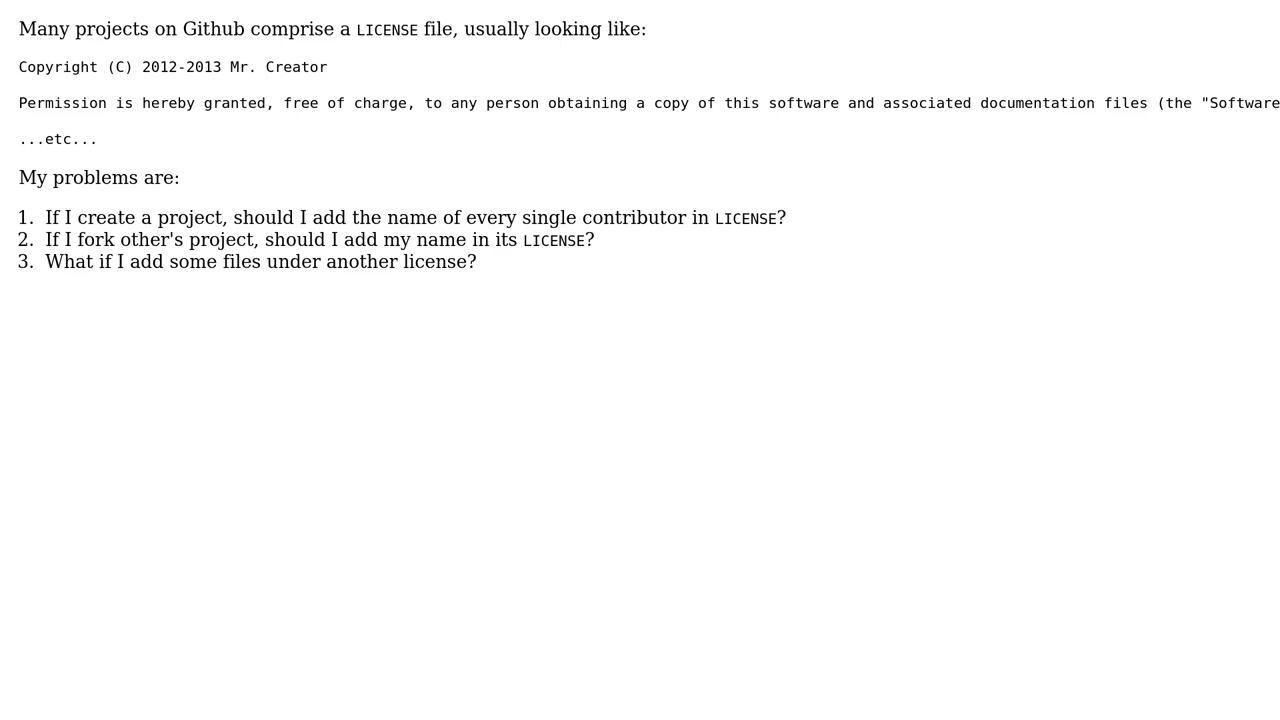 Many projects on Github comprise a LICENSE file, usually looking like:
Copyright (C) 2012-2013 Mr. Creator
Permission is hereby granted, free of charge, to any person obtaining a copy of this software and associated documentation files (the "Software
...etc...
My problems are:
1. If I create a project, should I add the name of every single contributor in LICENSE?
2. If I fork other's project, should I add my name in its LICENSE?
3. What if I add some files under another license?